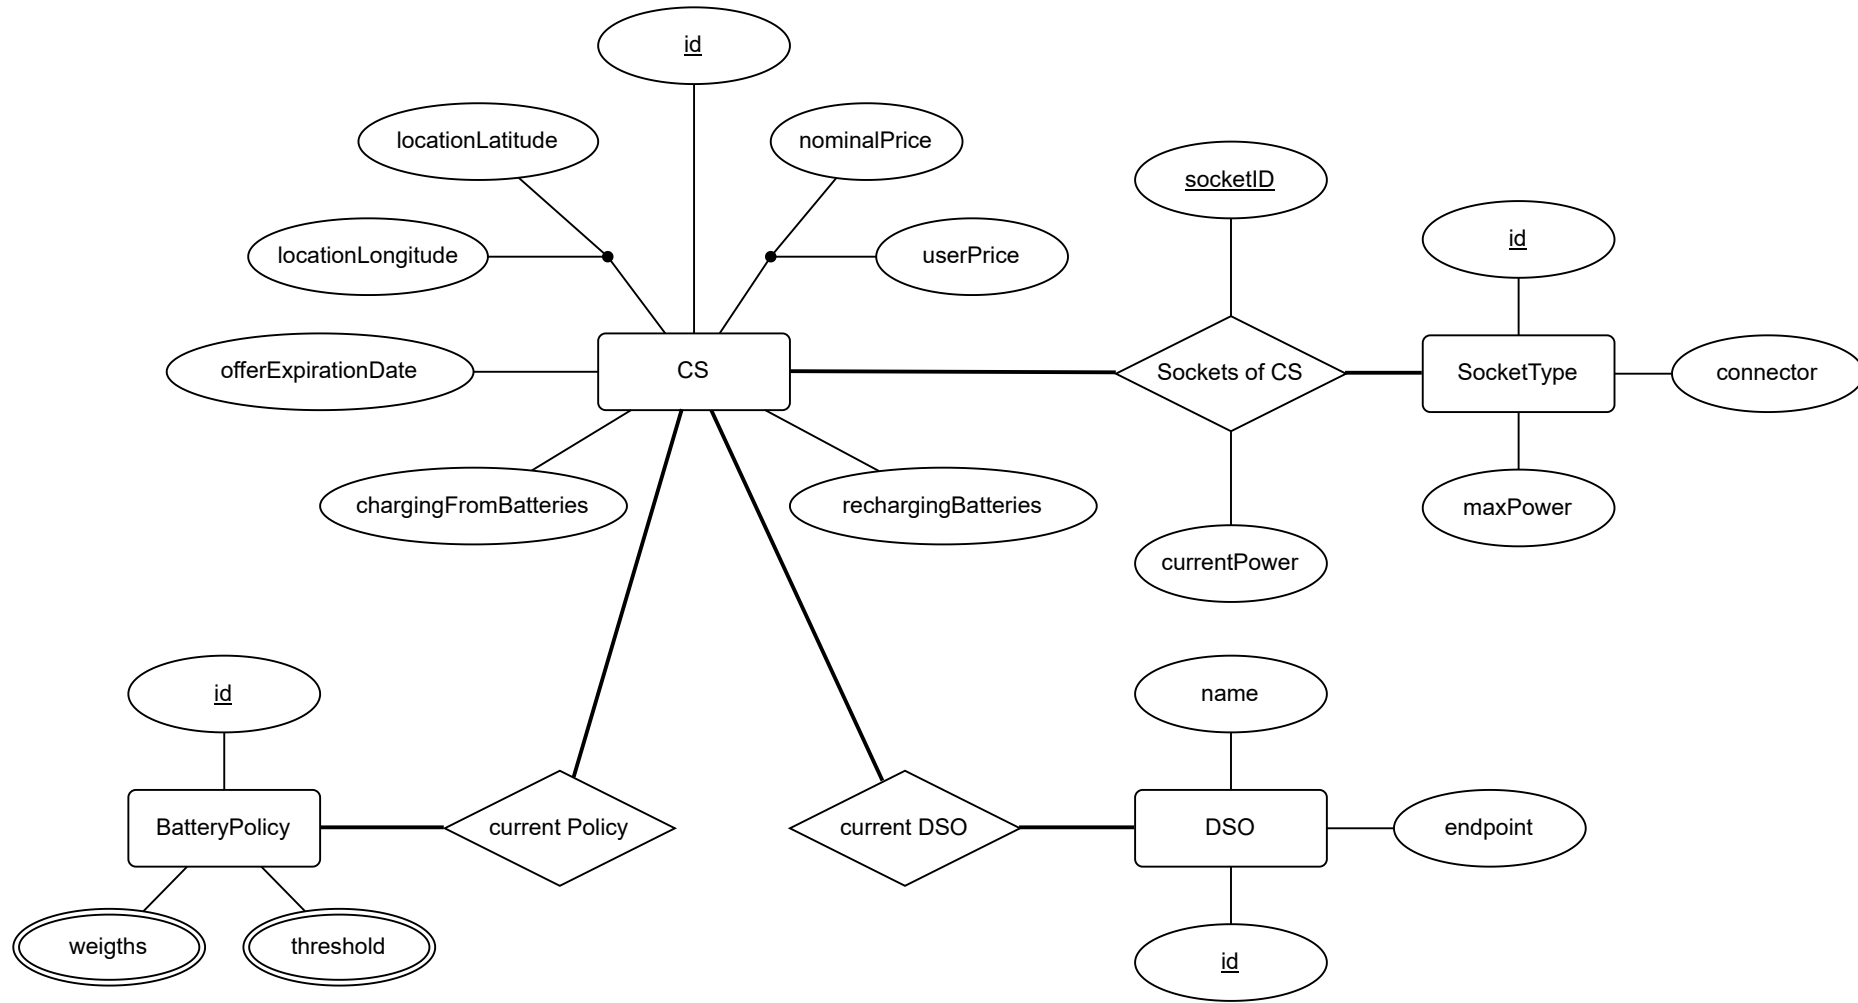 id
locationLatitude
nominalPrice
locationLongitude
userPrice
socketID
id
offerExpirationDate
CS
Sockets of CS
SocketType
connector
chargingFromBatteries
rechargingBatteries
maxPower
currentPower
id
name
BatteryPolicy
current Policy
current DSO
DSO
endpoint
weigths
threshold
id